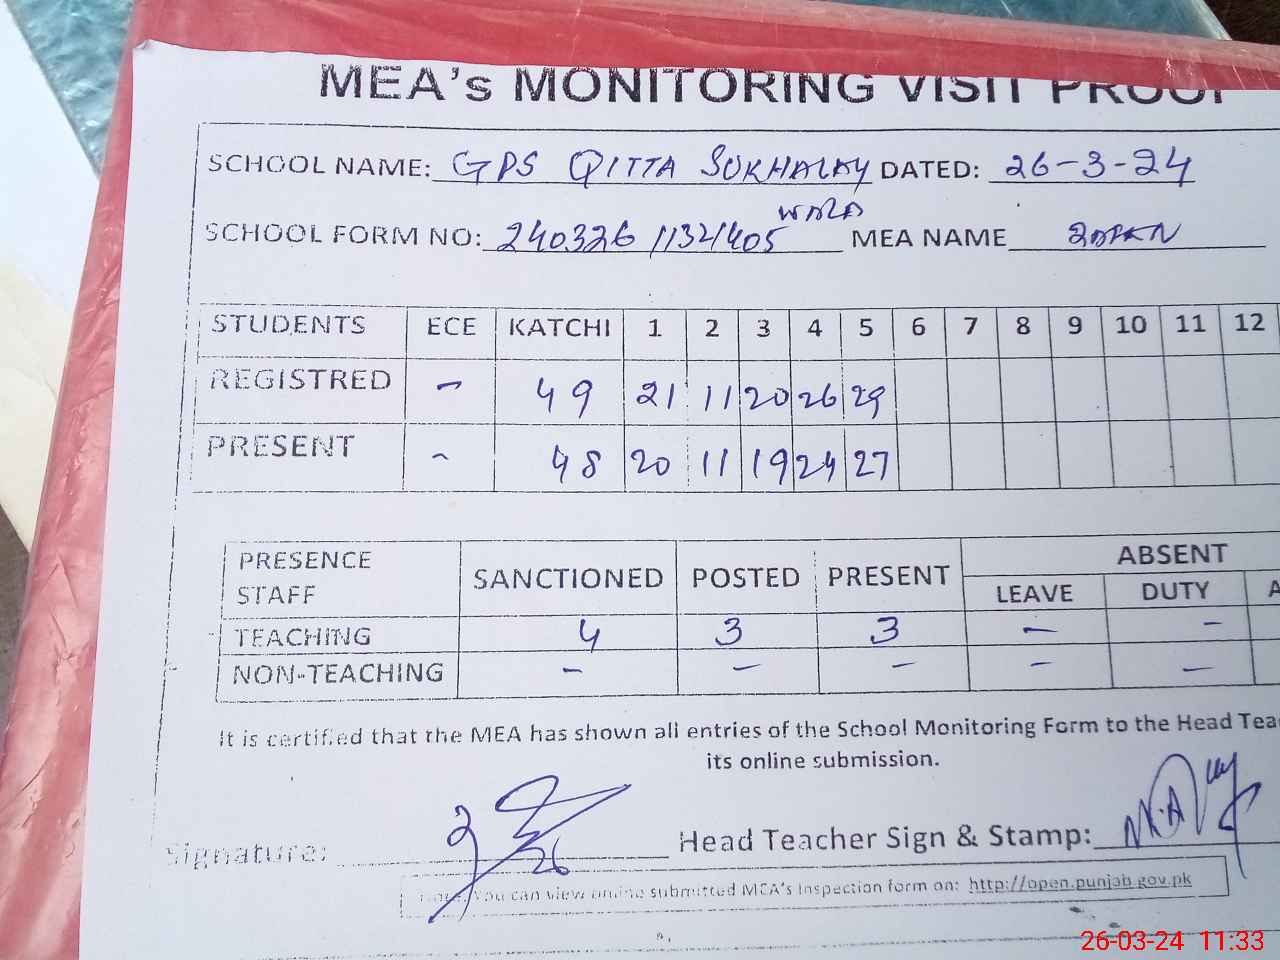 MEA's MONITORING VISIT PROOF
SCHOOL NAME: GPS QITTA SUKHALAY DATED: 26-3-24
WALA
SCHOOL FORM NO: 240326 11321405 MEA NAME
STUDENTS ECE KATCHI 1 2 3 4 5 6 7 8 9 10 11 12
REGISTRED - 49 21 11 20 26 29
PRESENT - 48 20 11 19 24 27
PRESENCE STAFF SANCTIONED POSTED PRESENT ABSENT
LEAVE DUTY A
TEACHING 4 3 3 - -
NON-TEACHING - - - - -
It is certified that the MEA has shown all entries of the School Monitoring Form to the Head Tea
its online submission.
Signature: 26 Head Teacher Sign & Stamp:
You can view online submitted MEA's Inspection form on: http://open.punjab.gov.pk
26-03-24 11:33